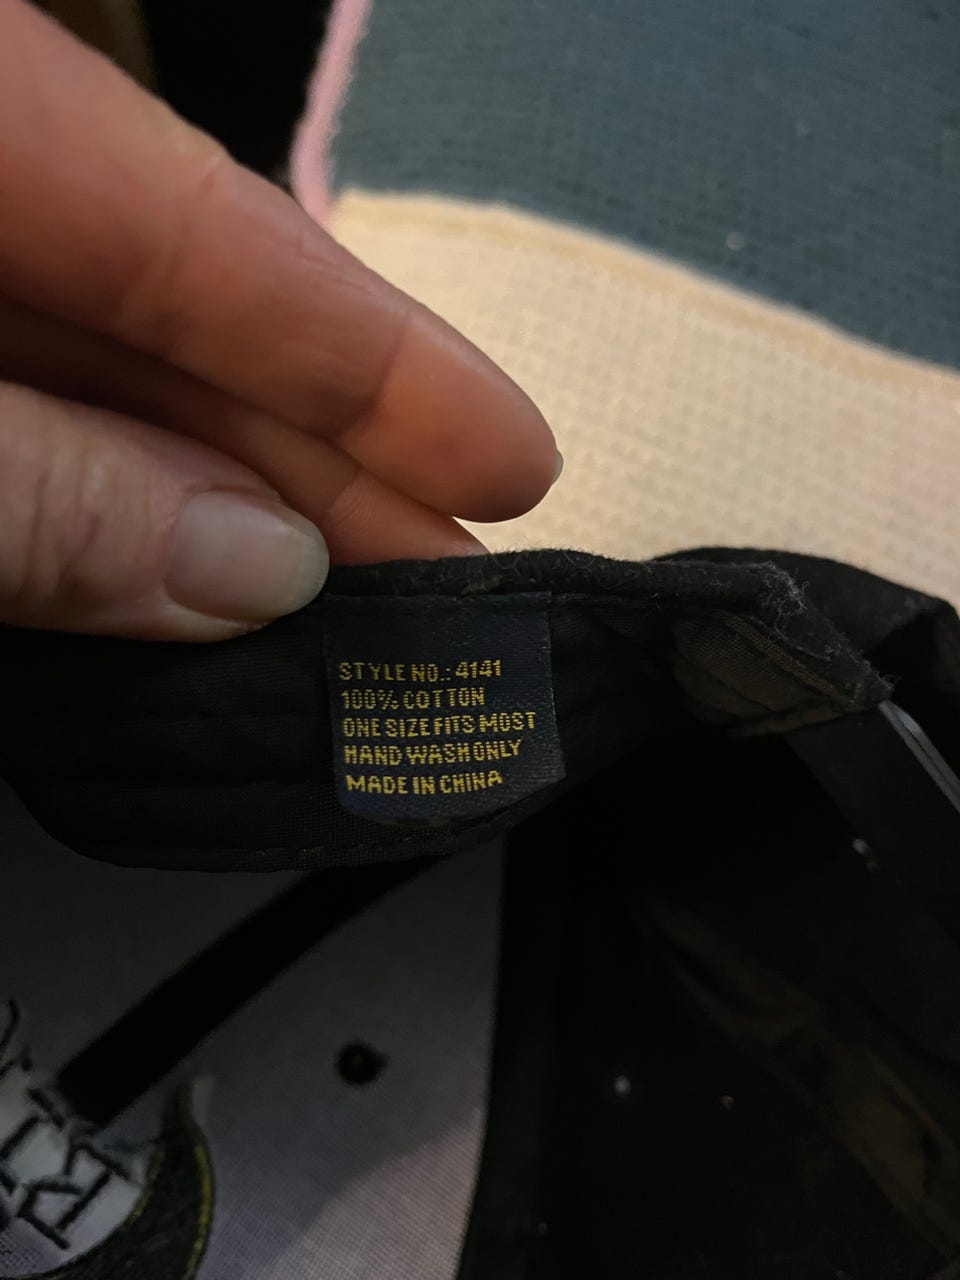 STYLE NO.: 4141
100% COTTON
ONE SIZE FITS MOST
HAND WASH ONLY
MADE IN CHINA